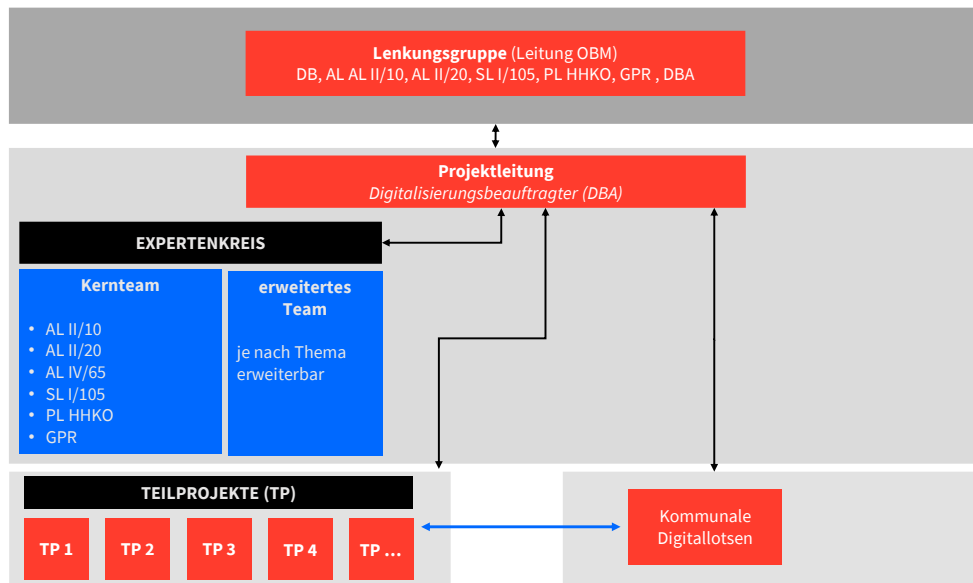 Lenkungsgruppe (Leitung OBM)
DB, AL AL II/10, AL II/20, SL I/105, PL HHKO, GPR , DBA
Projektleitung
Digitalisierungsbeauftragter (DBA)
EXPERTENKREIS
Kernteam
• AL II/10
• AL II/20
• AL IV/65
• SL I/105
• PL HHKO
• GPR
erweitertes
Team
je nach Thema
erweiterbar
TEILPROJEKTE (TP)
TP 1
TP 2
TP 3
TP 4
TP ...
Kommunale
Digitallotsen